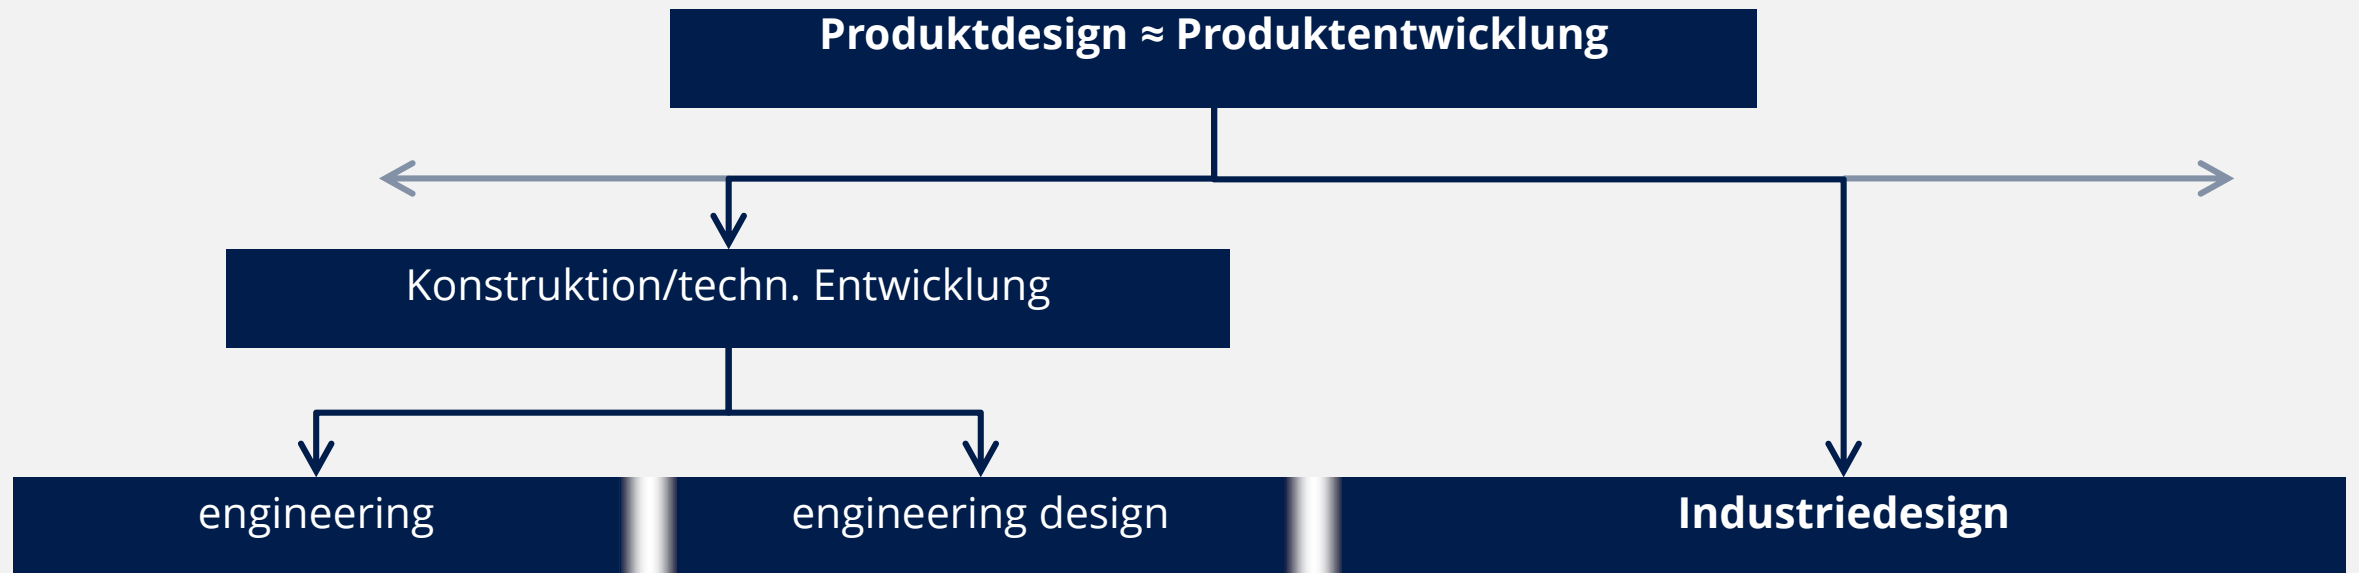 Produktdesign ≈ Produktentwicklung
Konstruktion/techn. Entwicklung
engineering
engineering design
Industriedesign